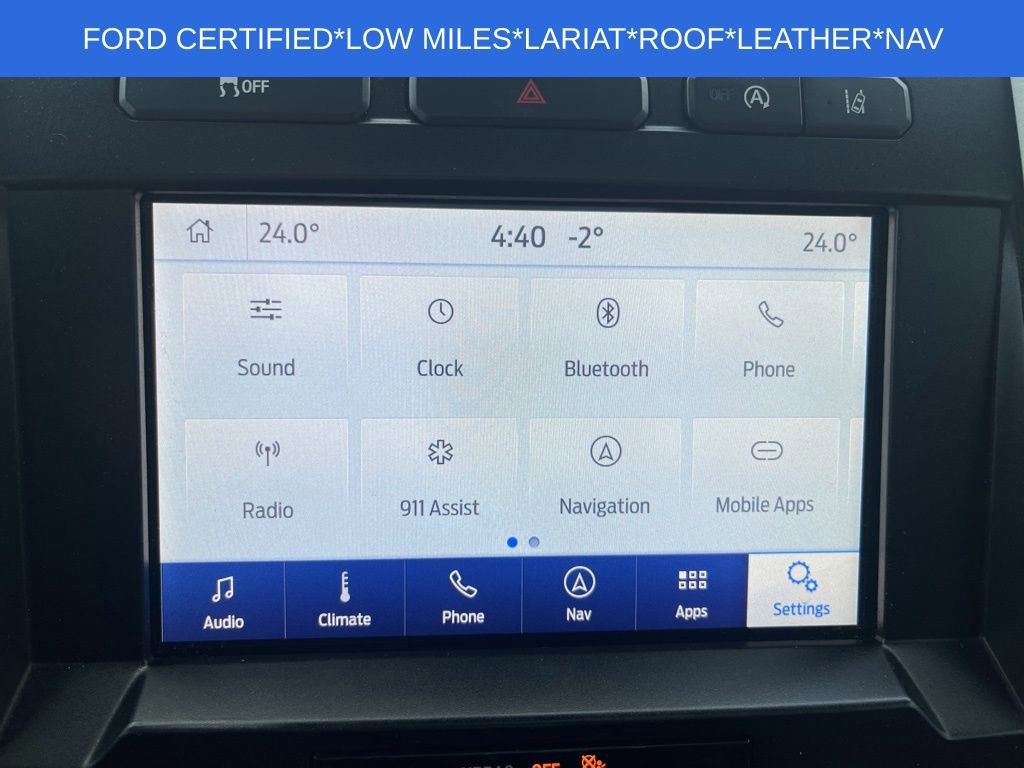 FORD CERTIFIED*LOW MILES*LARIAT*ROOF*LEATHER*NAV
OFF
OFF A
24.0° 4:40 -2° 24.0°
Sound Clock Bluetooth Phone
Radio 911 Assist Navigation Mobile Apps
Audio Climate Phone Nav Apps Settings
OFF